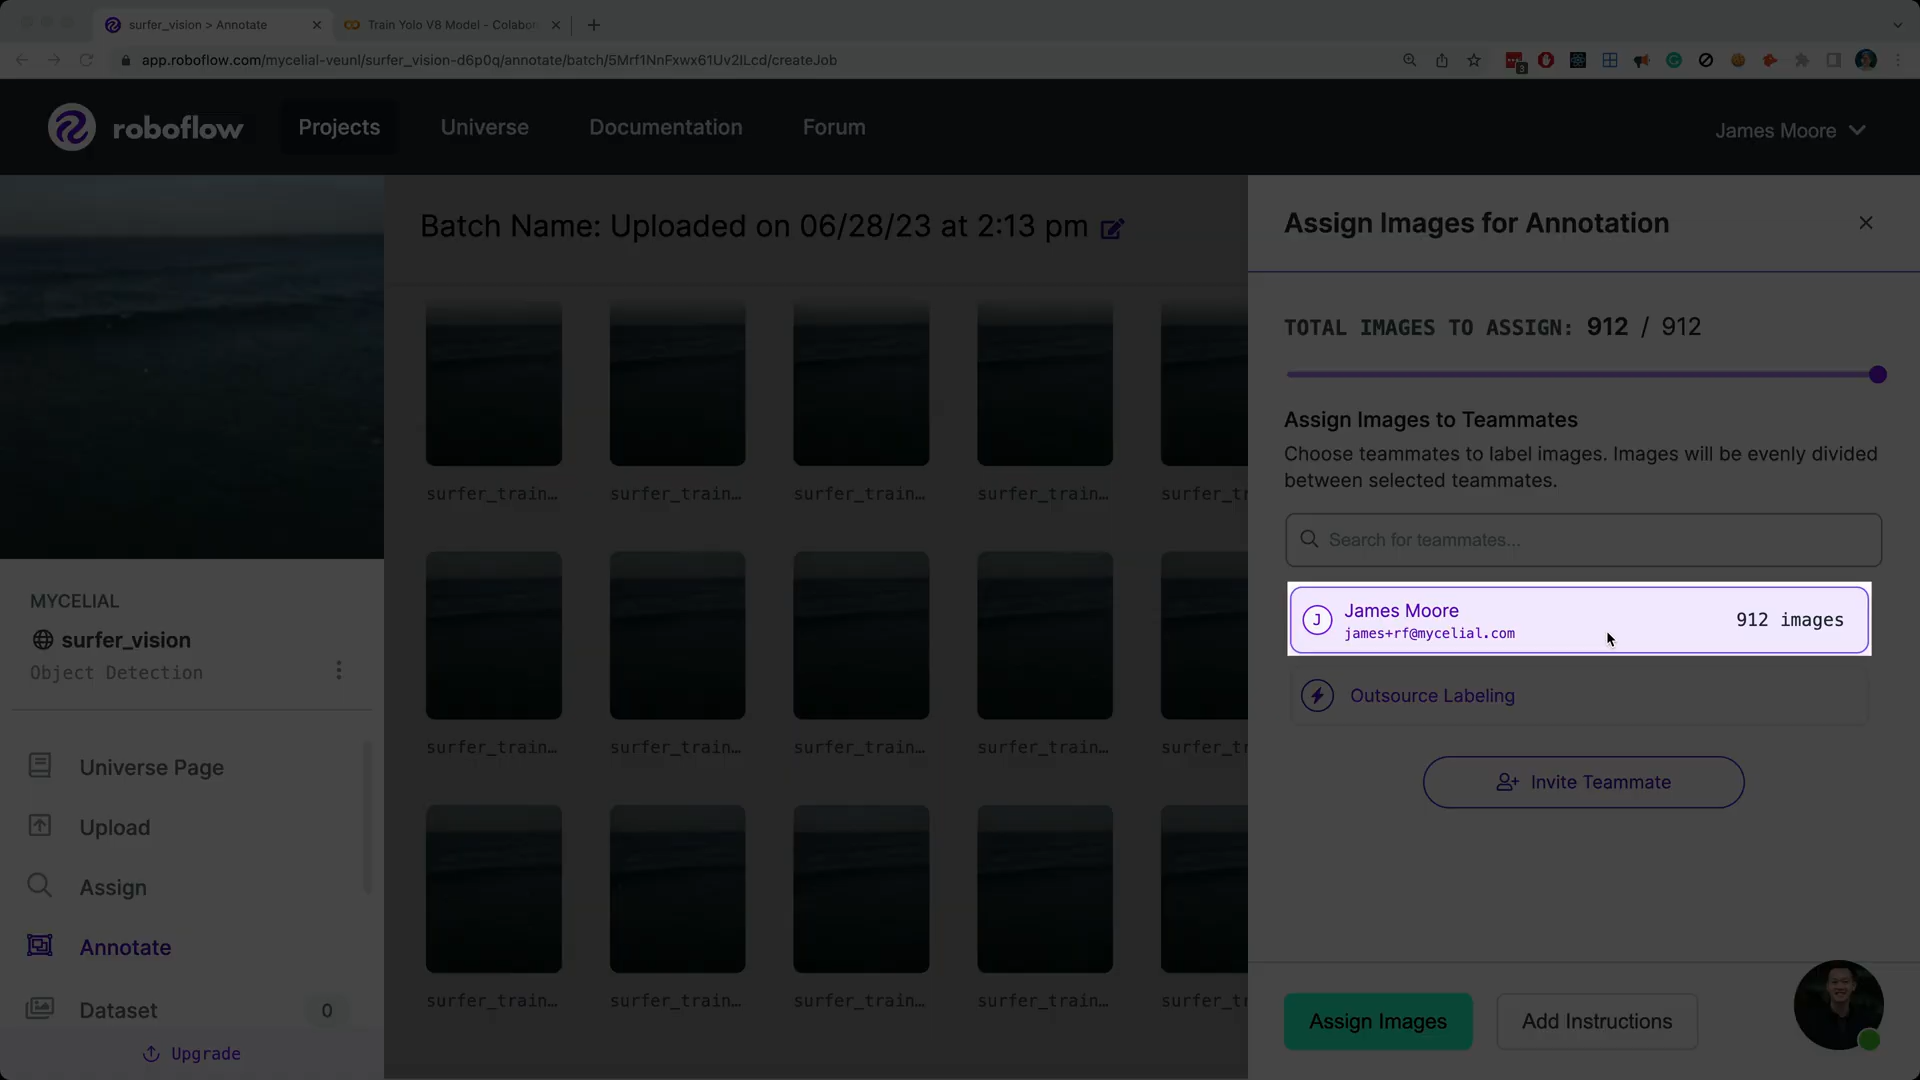 surfer_vision > Annotate
Train Yolo V8 Model - Colabor
app.roboflow.com/mycelial-veunl/surfer_vision-d6p0q/annotate/batch/5Mrf1NnFxwx61Uv2ILcd/createJob
3
roboflow
Projects
Universe
Documentation
Forum
James Moore
Batch Name: Uploaded on 06/28/23 at 2:13 pm
surfer_train…
surfer_train…
surfer_train…
surfer_train…
surfer_tr
surfer_train…
surfer_train…
surfer_train…
surfer_train…
surfer_tr
surfer_train…
surfer_train…
surfer_train…
surfer_train…
surfer_tr
MYCELIAL
surfer_vision
Object Detection
Universe Page
Upload
Assign
Annotate
Dataset 0
Upgrade
Assign Images for Annotation
TOTAL IMAGES TO ASSIGN: 912 / 912
Assign Images to Teammates
Choose teammates to label images. Images will be evenly divided
between selected teammates.
Search for teammates...
J
James Moore
james+rf@mycelial.com
912 images
Outsource Labeling
Invite Teammate
Assign Images
Add Instructions